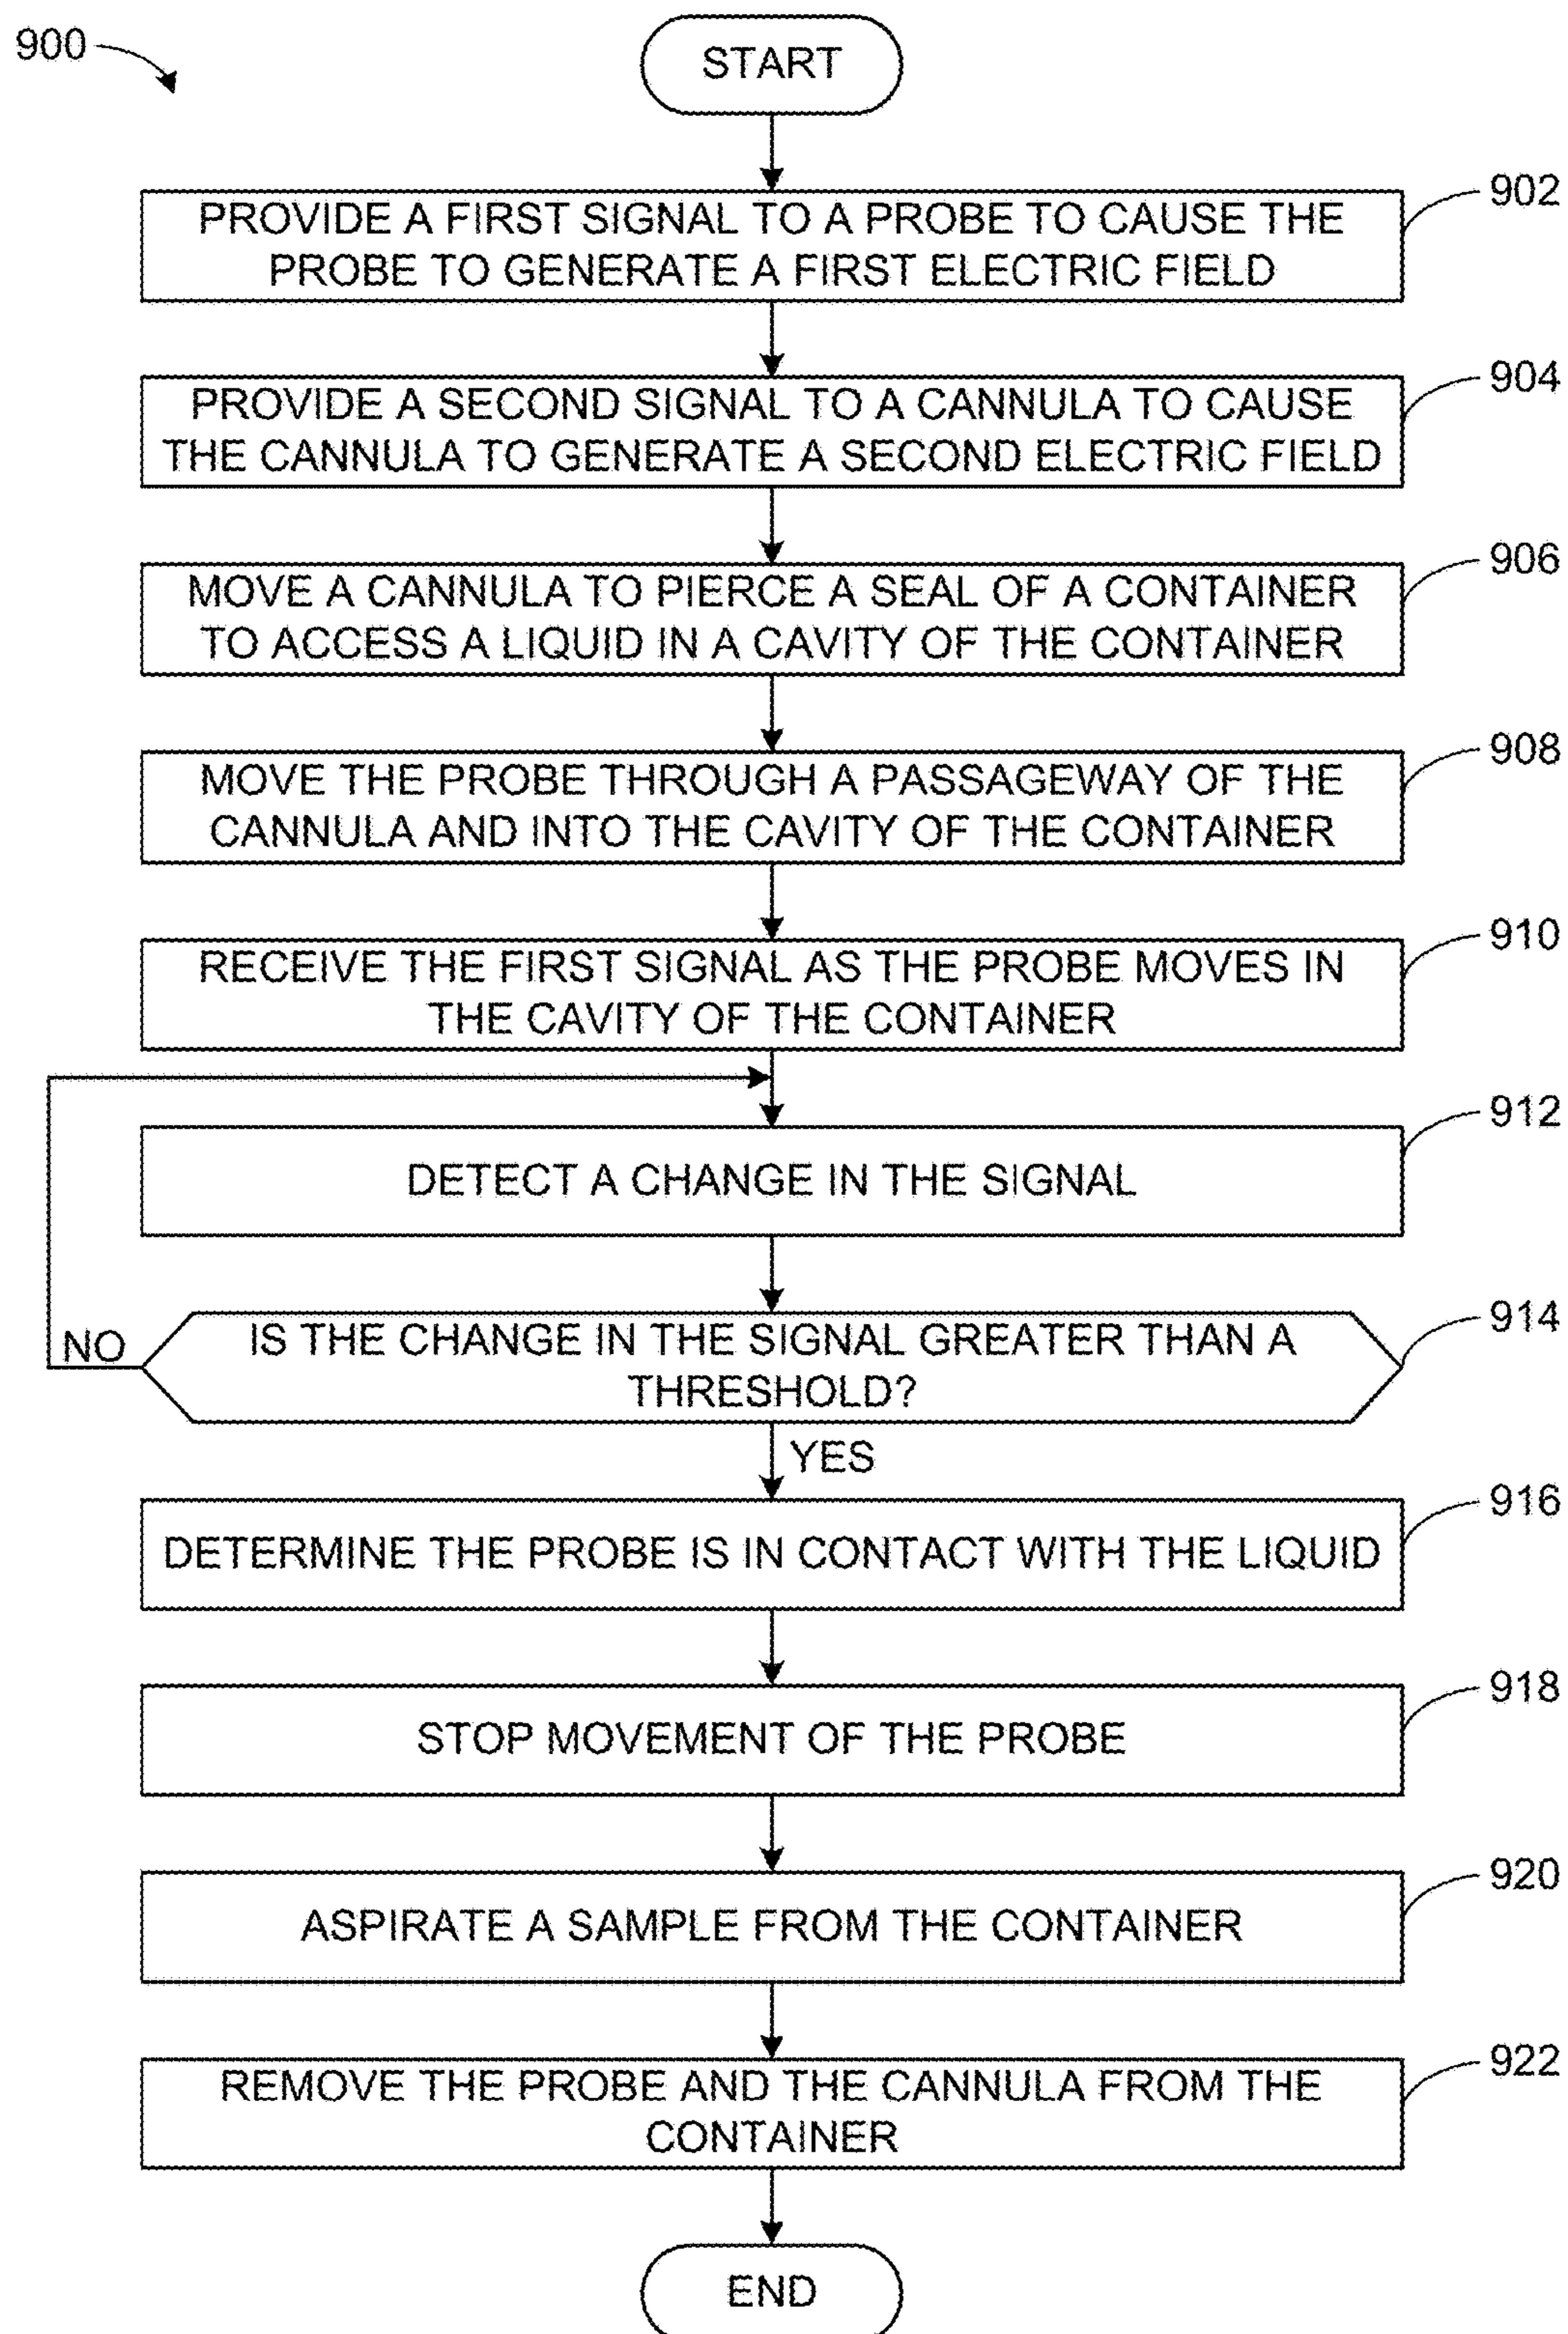 900
START
902
PROVIDE A FIRST SIGNAL TO A PROBE TO CAUSE THE
PROBE TO GENERATE A FIRST ELECTRIC FIELD
904
PROVIDE A SECOND SIGNAL TO A CANNULA TO CAUSE
THE CANNULA TO GENERATE A SECOND ELECTRIC FIELD
906
MOVE A CANNULA TO PIERCE A SEAL OF A CONTAINER
TO ACCESS A LIQUID IN A CAVITY OF THE CONTAINER
908
MOVE THE PROBE THROUGH A PASSAGEWAY OF THE
CANNULA AND INTO THE CAVITY OF THE CONTAINER
910
RECEIVE THE FIRST SIGNAL AS THE PROBE MOVES IN
THE CAVITY OF THE CONTAINER
912
DETECT A CHANGE IN THE SIGNAL
914
IS THE CHANGE IN THE SIGNAL GREATER THAN A
THRESHOLD?
NO
YES
916
DETERMINE THE PROBE IS IN CONTACT WITH THE LIQUID
918
STOP MOVEMENT OF THE PROBE
920
ASPIRATE A SAMPLE FROM THE CONTAINER
922
REMOVE THE PROBE AND THE CANNULA FROM THE
CONTAINER
END